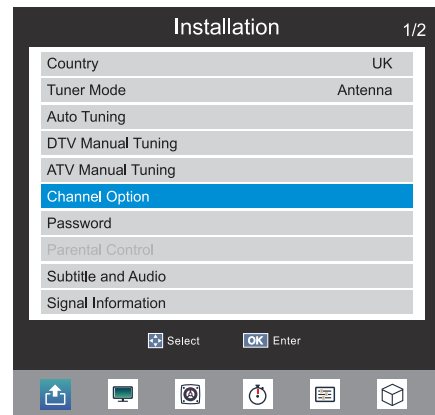 Installation 1/2
Country UK
Tuner Mode Antenna
Auto Tuning
DTV Manual Tuning
ATV Manual Tuning
Channel Option
Password
Parental Control
Subtitle and Audio
Signal Information
Select OK Enter